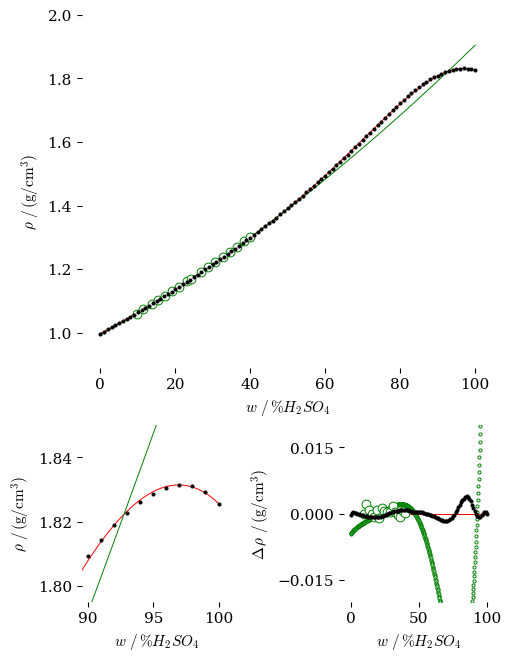 2.0
1.8
1.6
1.4
1.2
1.0
ρ / (g/cm³)
0 20 40 60 80 100
w / %H₂SO₄
1.84
1.82
1.80
ρ / (g/cm³)
90 95 100
w / %H₂SO₄
0.015
0.000
−0.015
Δρ / (g/cm³)
0 50 100
w / %H₂SO₄